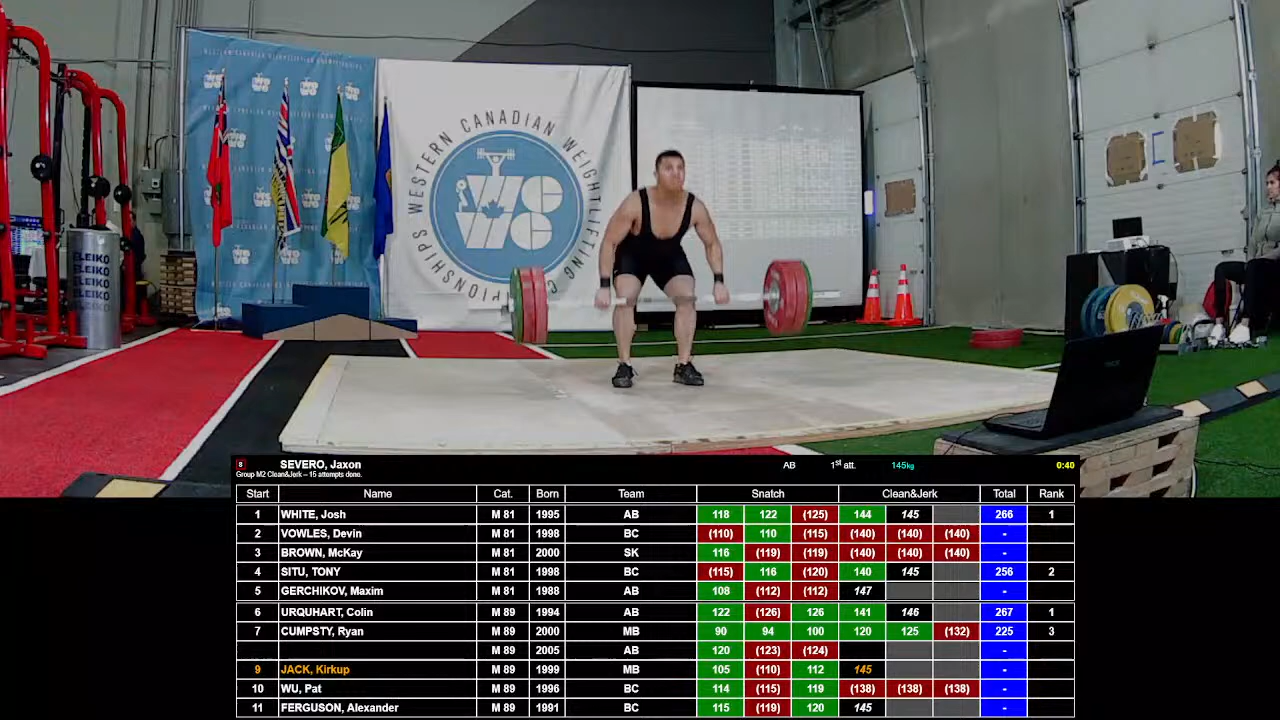 WESTERN CANADIAN WEIGHTLIFTING CHAMPIONSHIPS
WC
WC
ELEIKO
ELEIKO
ELEIKO
ELEIKO
8 SEVERO, Jaxon AB 1st att. 145kg 0:40
Group M2 Clean&Jerk – 15 attempts done.
Start Name Cat. Born Team Snatch Clean&Jerk Total Rank
1 WHITE, Josh M 81 1995 AB 118 122 (125) 144 145 266 1
2 VOWLES, Devin M 81 1998 BC (110) 110 (115) (140) (140) (140) -
3 BROWN, McKay M 81 2000 SK 116 (119) (119) (140) (140) (140) -
4 SITU, TONY M 81 1998 BC (115) 116 (120) 140 145 256 2
5 GERCHIKOV, Maxim M 81 1988 AB 108 (112) (112) 147 -
6 URQUHART, Colin M 89 1994 AB 122 (126) 126 141 146 267 1
7 CUMPSTY, Ryan M 89 2000 MB 90 94 100 120 125 (132) 225 3
M 89 2005 AB 120 (123) (124) -
9 JACK, Kirkup M 89 1999 MB 105 (110) 112 145 -
10 WU, Pat M 89 1996 BC 114 (115) 119 (138) (138) (138) -
11 FERGUSON, Alexander M 89 1991 BC 115 (119) 120 145 -